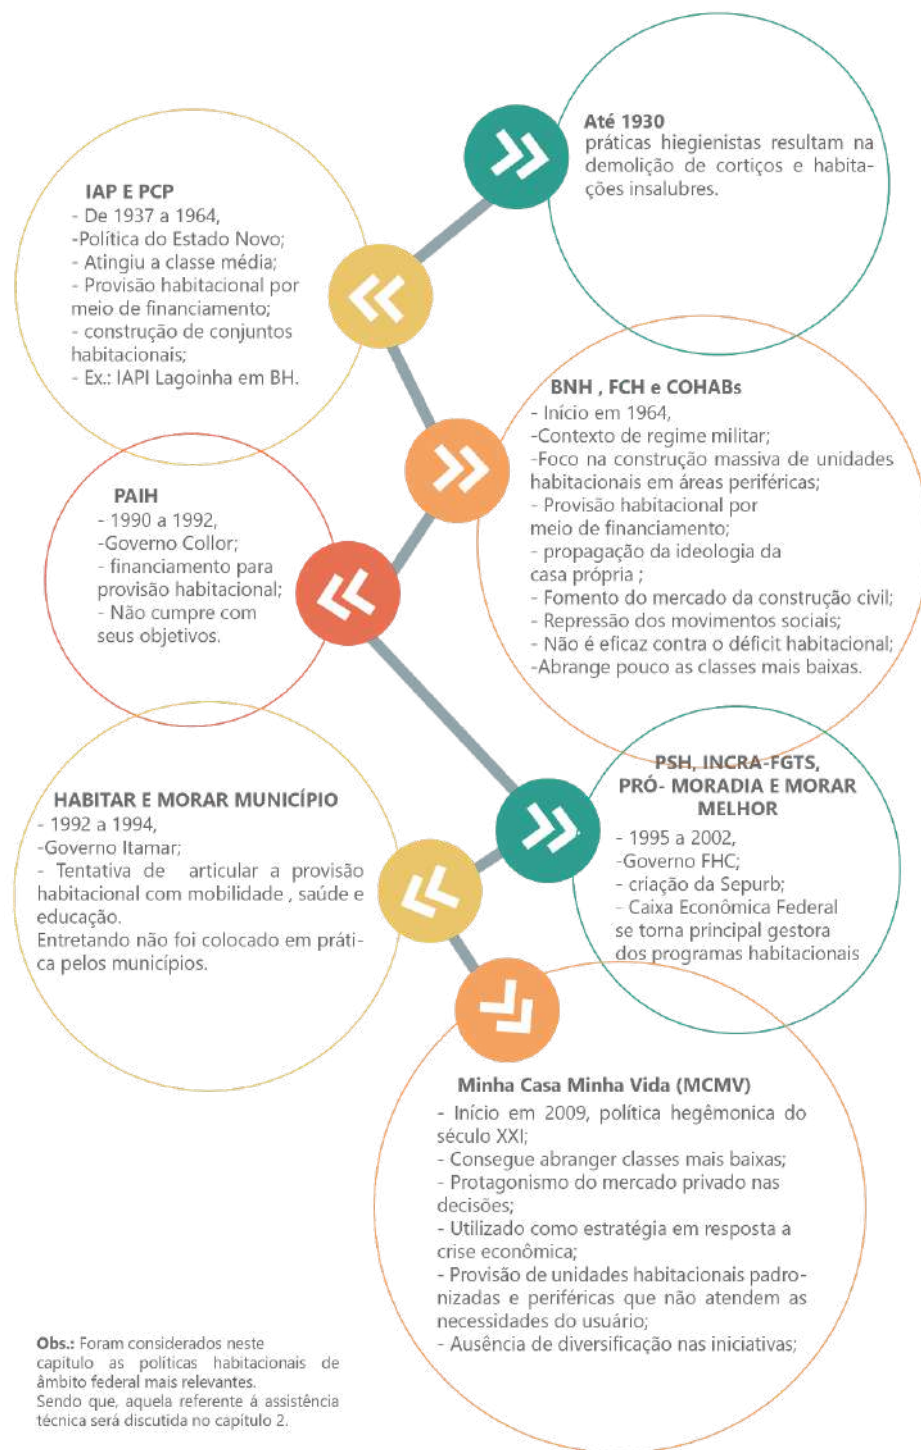 Até 1930
práticas hiegienistas resultam na
demolição de cortiços e habita-
ções insalubres.
IAP E PCP
- De 1937 a 1964,
-Política do Estado Novo;
- Atingiu a classe média;
- Provisão habitacional por
meio de financiamento;
- construção de conjuntos
habitacionais;
- Ex.: IAPI Lagoinha em BH.
BNH , FCH e COHABs
- Início em 1964,
-Contexto de regime militar;
-Foco na construção massiva de unidades
habitacionais em áreas periféricas;
- Provisão habitacional por
meio de financiamento;
- propagação da ideologia da
casa própria ;
- Fomento do mercado da construção civil;
- Repressão dos movimentos sociais;
- Não é eficaz contra o déficit habitacional;
-Abrange pouco as classes mais baixas.
PAIH
- 1990 a 1992,
-Governo Collor;
- financiamento para
provisão habitacional;
- Não cumpre com
seus objetivos.
PSH, INCRA-FGTS,
PRÓ- MORADIA E MORAR
MELHOR
- 1995 a 2002,
-Governo FHC;
- criação da Sepurb;
- Caixa Econômica Federal
se torna principal gestora
dos programas habitacionais
HABITAR E MORAR MUNICÍPIO
- 1992 a 1994,
-Governo Itamar;
- Tentativa de articular a provisão
habitacional com mobilidade , saúde e
educação.
Entretando não foi colocado em práti-
ca pelos municípios.
Minha Casa Minha Vida (MCMV)
- Início em 2009, política hegêmonica do
século XXI;
- Consegue abranger classes mais baixas;
- Protagonismo do mercado privado nas
decisões;
- Utilizado como estratégia em resposta a
crise econômica;
- Provisão de unidades habitacionais padro-
nizadas e periféricas que não atendem as
necessidades do usuário;
- Ausência de diversificação nas iniciativas;
Obs.: Foram considerados neste
capitulo as políticas habitacionais de
âmbito federal mais relevantes.
Sendo que, aquela referente á assistência
técnica será discutida no capítulo 2.